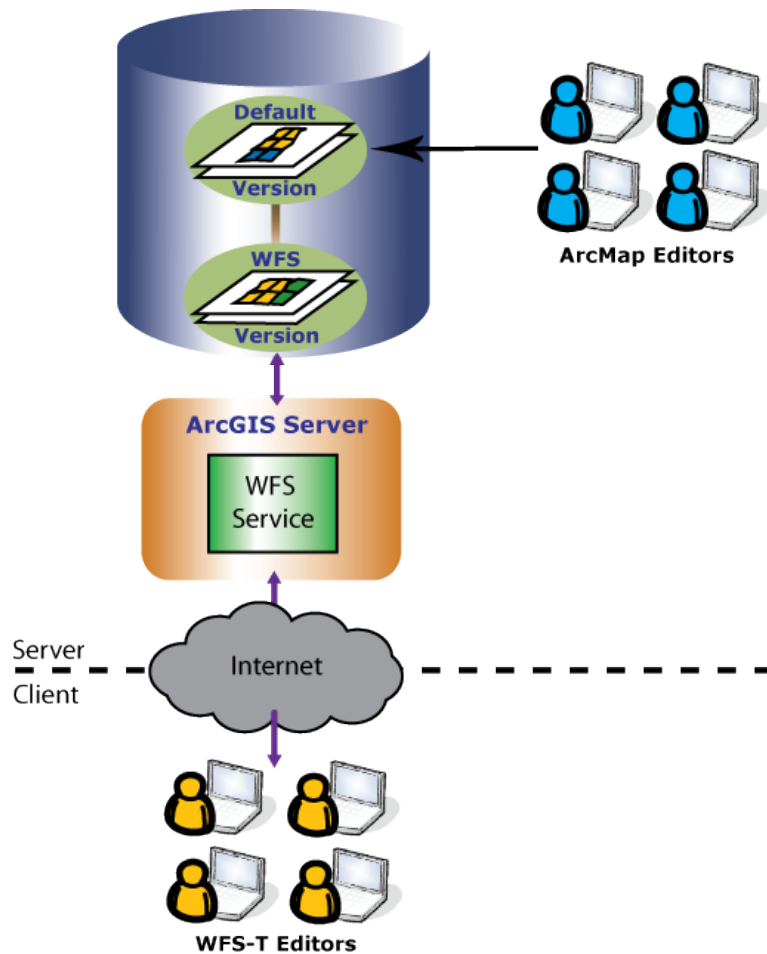 Default
Version
WFS
Version
ArcMap Editors
ArcGIS Server
WFS
Service
Server
Client
Internet
WFS-T Editors